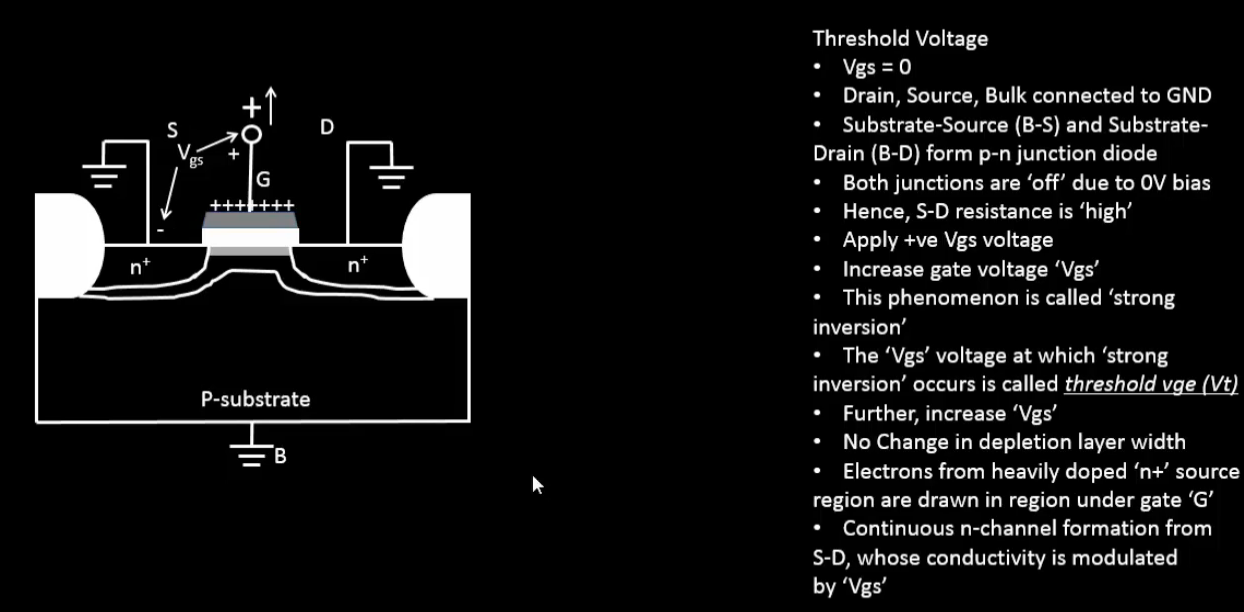 Threshold Voltage
• Vgs = 0
• Drain, Source, Bulk connected to GND
• Substrate-Source (B-S) and Substrate-
Drain (B-D) form p-n junction diode
• Both junctions are ‘off’ due to 0V bias
• Hence, S-D resistance is ‘high’
• Apply +ve Vgs voltage
• Increase gate voltage ‘Vgs’
• This phenomenon is called ‘strong
inversion’
• The ‘Vgs’ voltage at which ‘strong
inversion’ occurs is called threshold vge (Vt)
• Further, increase ‘Vgs’
• No Change in depletion layer width
• Electrons from heavily doped ‘n+’ source
region are drawn in region under gate ‘G’
• Continuous n-channel formation from
S-D, whose conductivity is modulated
by ‘Vgs’
+
S
D
Vgs
+
G
+++++++
-
n+
n+
P-substrate
B